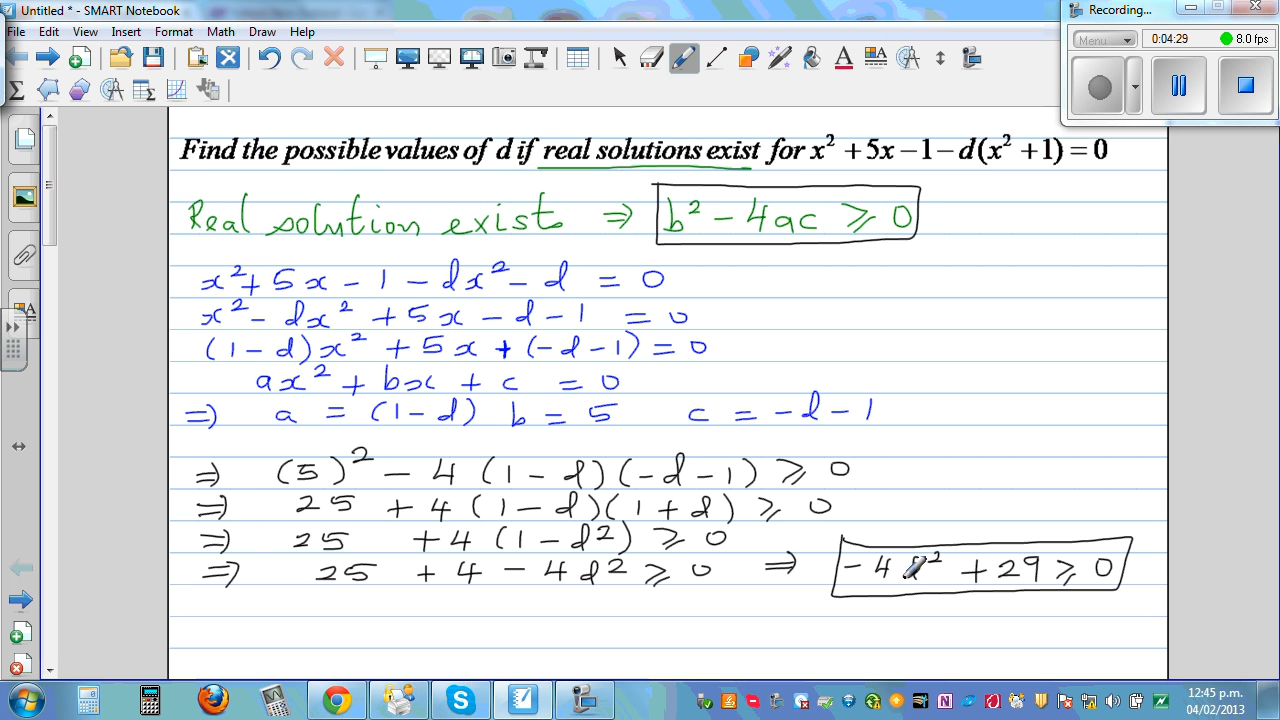 Untitled * - SMART Notebook
Recording...
File Edit View Insert Format Math Draw Help
Menu 0:04:29 8.0 fps
Find the possible values of d if real solutions exist for x² + 5x − 1 − d(x² + 1) = 0
Real solution exists ⇒ b² − 4ac ⩾ 0
x² + 5x − 1 − dx² − d = 0
x² − dx² + 5x − d − 1 = 0
(1 − d)x² + 5x + (−d − 1) = 0
ax² + bx + c = 0
⇒ a = (1 − d) b = 5 c = −d − 1
⇒ (5)² − 4(1 − d)(−d − 1) ⩾ 0
⇒ 25 + 4(1 − d)(1 + d) ⩾ 0
⇒ 25 + 4(1 − d²) ⩾ 0
⇒ 25 + 4 − 4d² ⩾ 0 ⇒ −4d² + 29 ⩾ 0
12:45 p.m.
04/02/2013